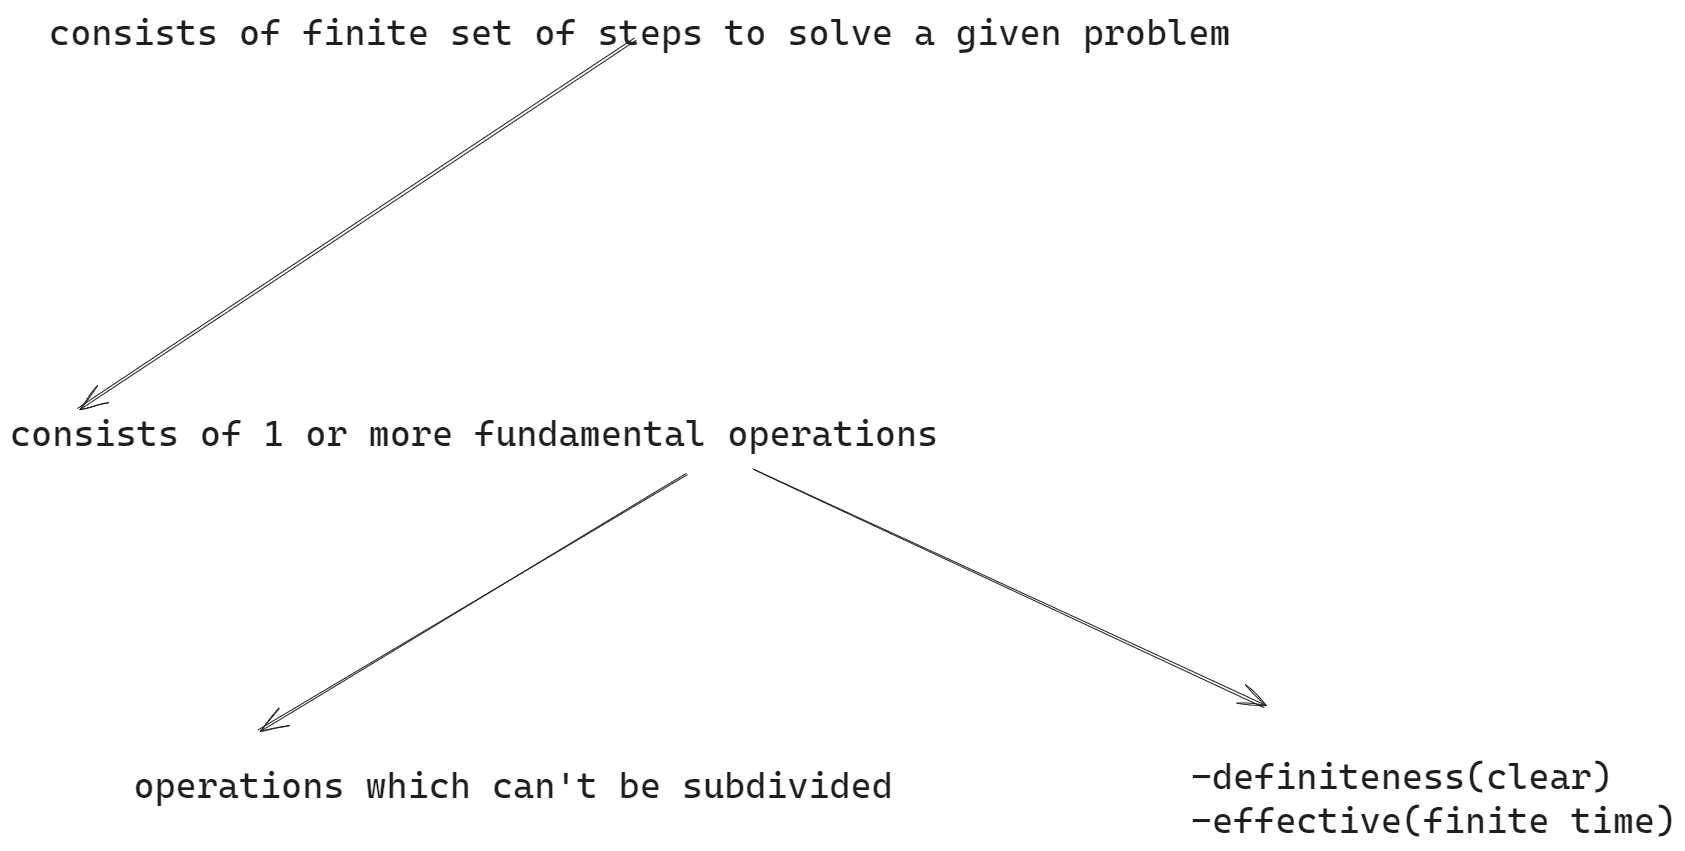 consists of finite set of steps to solve a given problem
consists of 1 or more fundamental operations
operations which can't be subdivided
-definiteness(clear)
-effective(finite time)